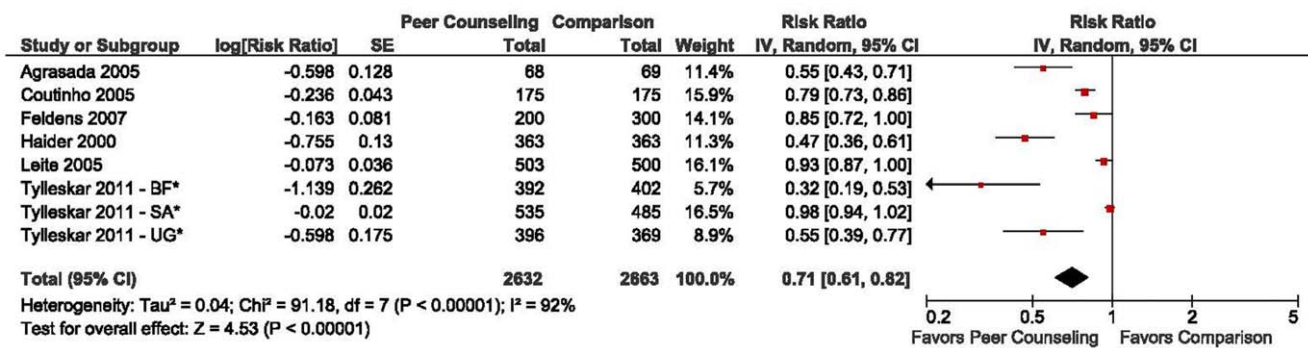 Peer Counseling Comparison Risk Ratio Risk Ratio
Study or Subgroup log[Risk Ratio] SE Total Total Weight IV, Random, 95% CI IV, Random, 95% CI
Agrasada 2005 -0.598 0.128 68 69 11.4% 0.55 [0.43, 0.71]
Coutinho 2005 -0.236 0.043 175 175 15.9% 0.79 [0.73, 0.86]
Feldens 2007 -0.163 0.081 200 300 14.1% 0.85 [0.72, 1.00]
Haider 2000 -0.755 0.13 363 363 11.3% 0.47 [0.36, 0.61]
Leite 2005 -0.073 0.036 503 500 16.1% 0.93 [0.87, 1.00]
Tylleskar 2011 - BF* -1.139 0.262 392 402 5.7% 0.32 [0.19, 0.53]
Tylleskar 2011 - SA* -0.02 0.02 535 485 16.5% 0.98 [0.94, 1.02]
Tylleskar 2011 - UG* -0.598 0.175 396 369 8.9% 0.55 [0.39, 0.77]
Total (95% CI) 2632 2663 100.0% 0.71 [0.61, 0.82]
Heterogeneity: Tau² = 0.04; Chi² = 91.18, df = 7 (P < 0.00001); I² = 92%
Test for overall effect: Z = 4.53 (P < 0.00001)
0.2 0.5 1 2 5
Favors Peer Counseling Favors Comparison